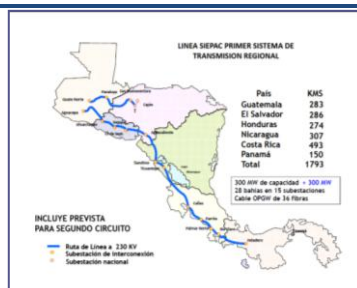 LINEA SIEPAC PRIMER SISTEMA DE
TRANSMISION REGIONAL
País KMS
Guatemala 283
El Salvador 286
Honduras 274
Nicaragua 307
Costa Rica 493
Panamá 150
Total 1793
300 MW de capacidad + 300 MW
28 bahias en 15 subestaciones
Cable OPGW de 36 fibras
INCLUYE PREVISTA
PARA SEGUNDO CIRCUITO
Ruta de Línea a 230 KV
Subestación de interconexión
Subestación nacional